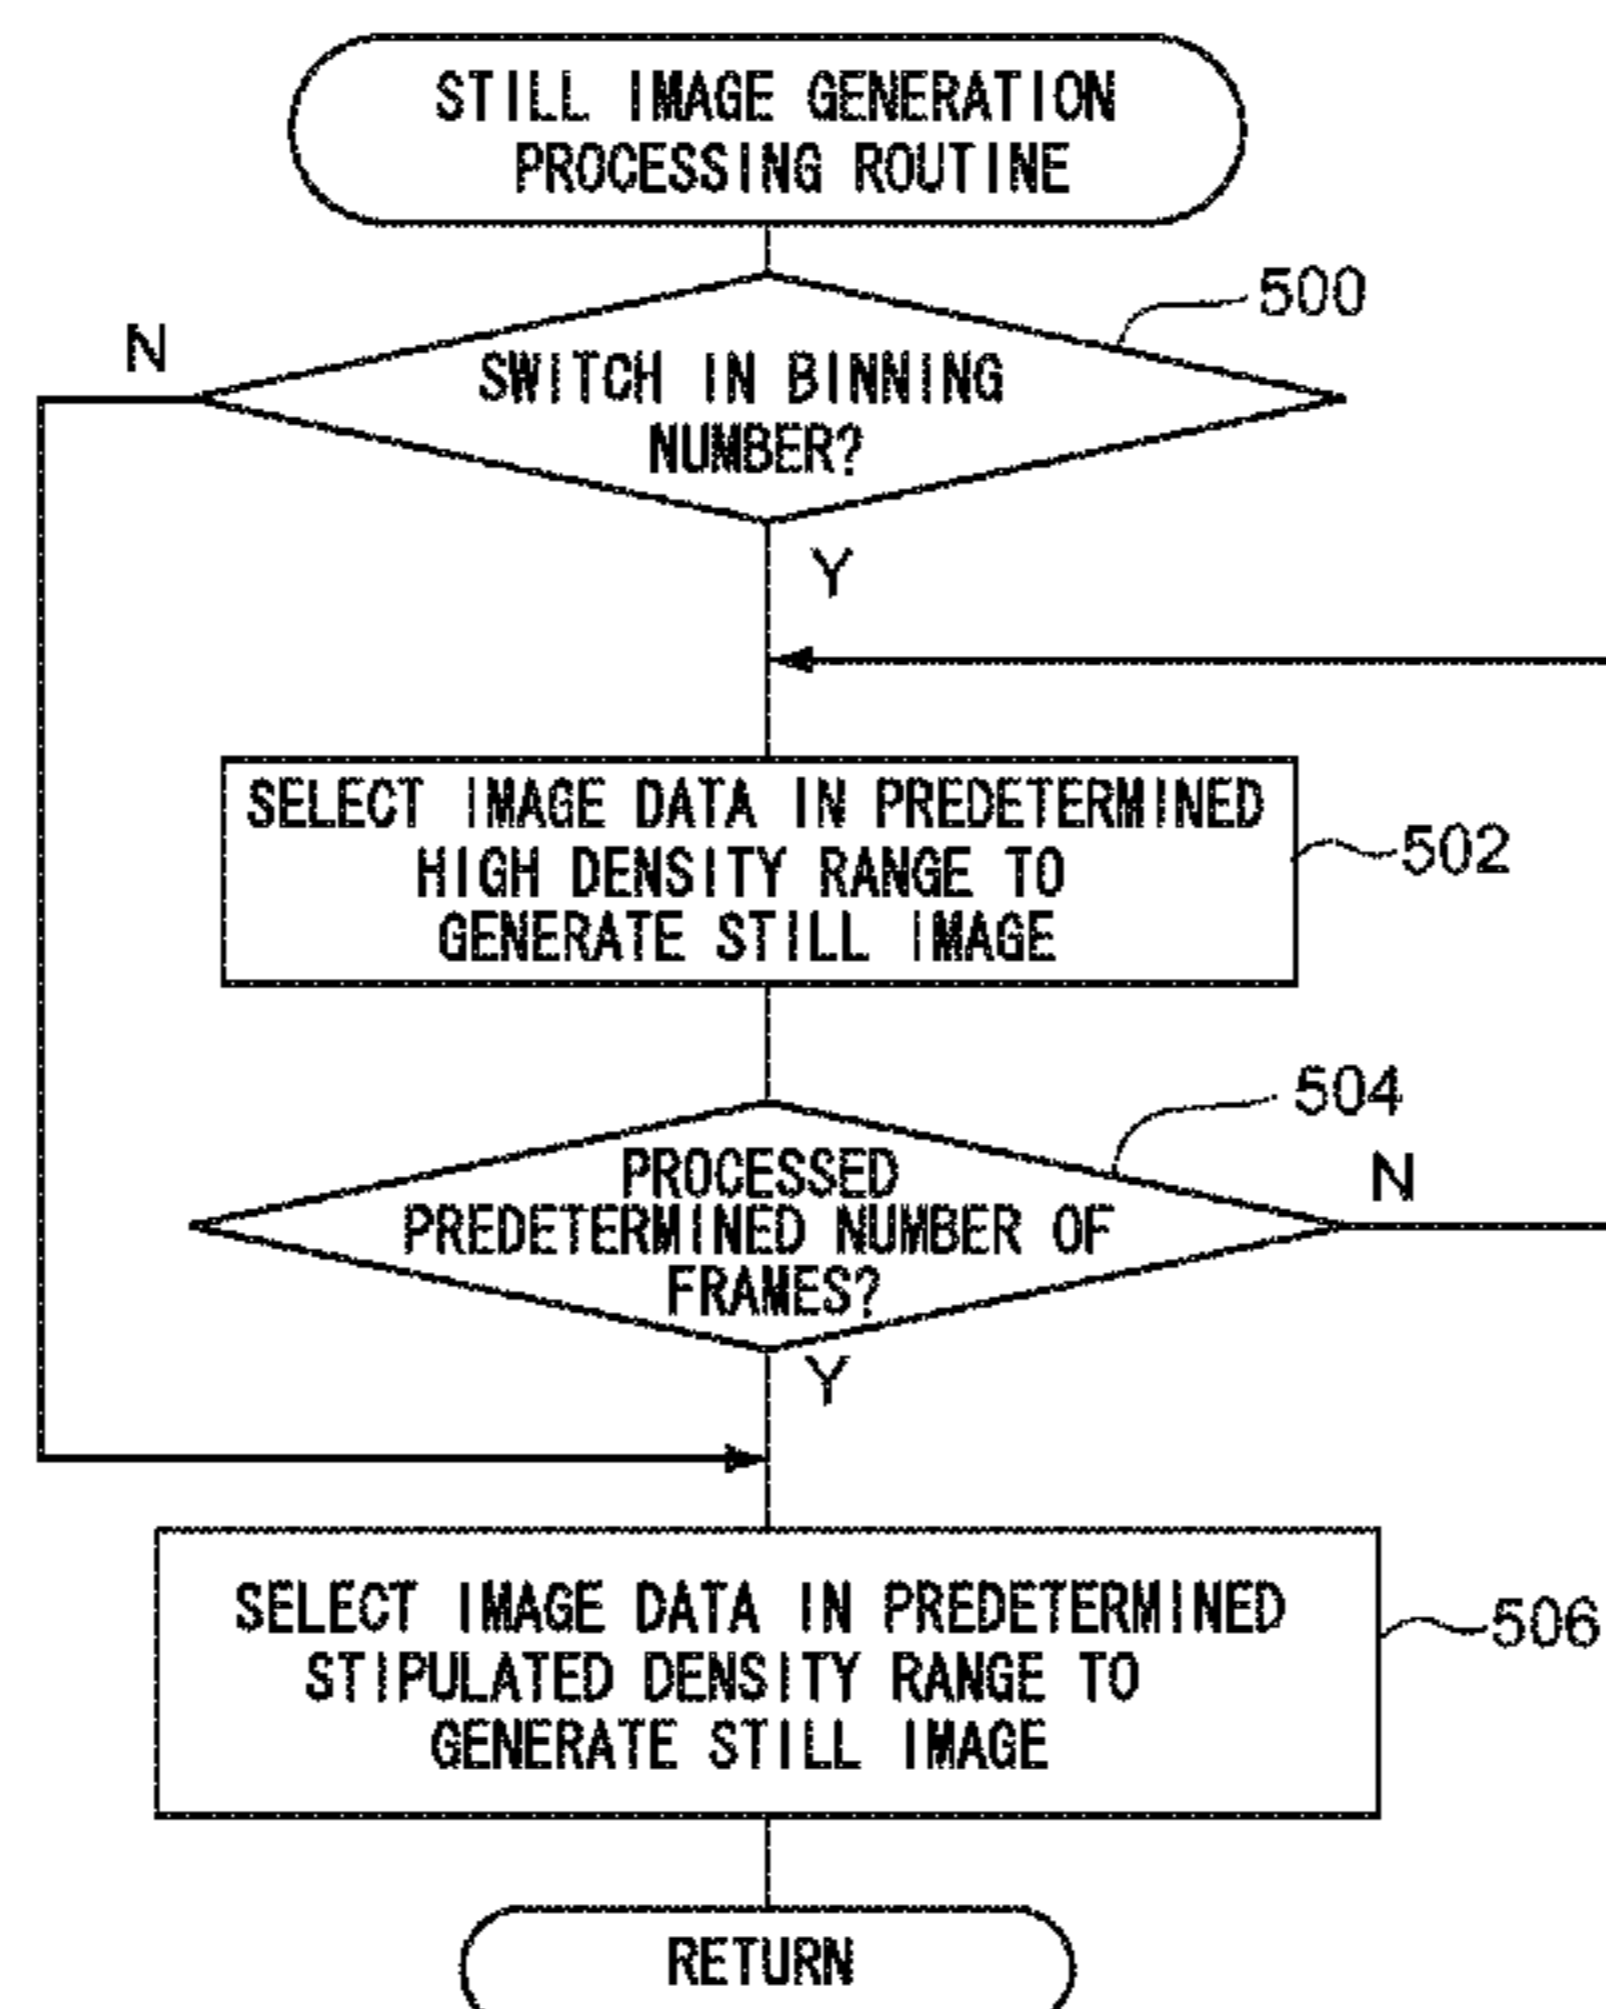 STILL IMAGE GENERATION
PROCESSING ROUTINE
500
N
SWITCH IN BINNING
NUMBER?
Y
SELECT IMAGE DATA IN PREDETERMINED
HIGH DENSITY RANGE TO
GENERATE STILL IMAGE
502
504
PROCESSED
N
PREDETERMINED NUMBER OF
FRAMES?
Y
SELECT IMAGE DATA IN PREDETERMINED
STIPULATED DENSITY RANGE TO
GENERATE STILL IMAGE
506
RETURN